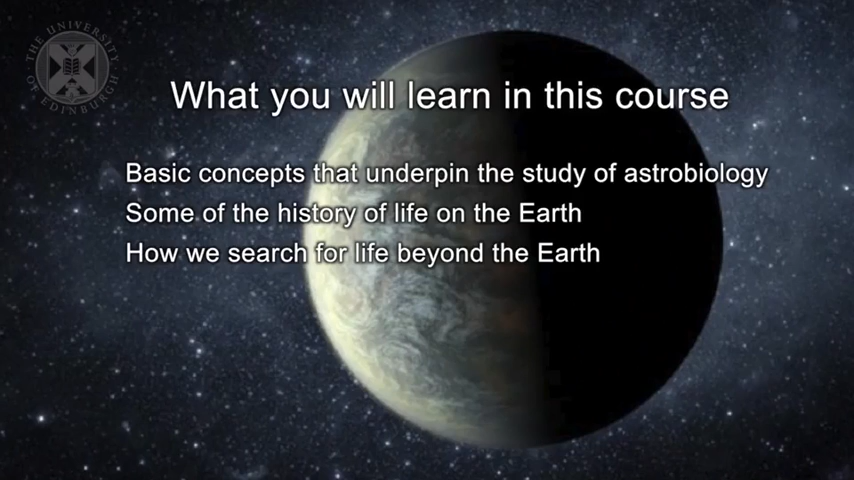 THE UNIVERSITY
OF EDINBURGH
What you will learn in this course
Basic concepts that underpin the study of astrobiology
Some of the history of life on the Earth
How we search for life beyond the Earth